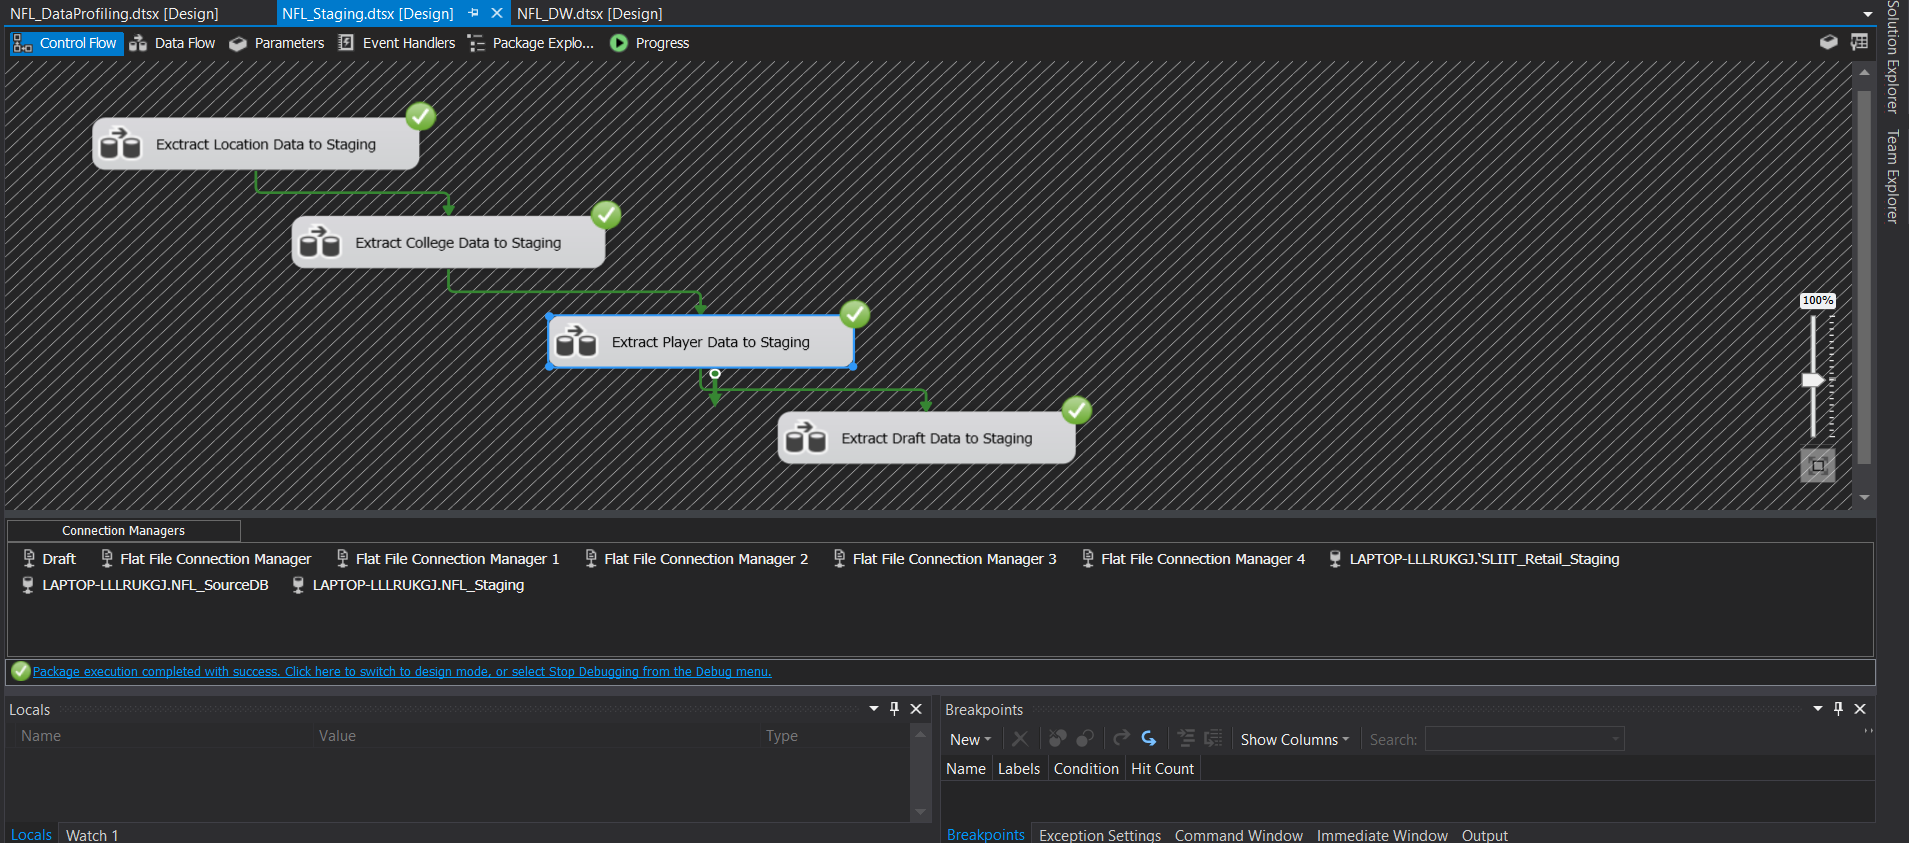 NFL_DataProfiling.dtsx [Design] NFL_Staging.dtsx [Design] NFL_DW.dtsx [Design]
Control Flow Data Flow Parameters Event Handlers Package Explo... Progress
Solution Explorer
Team Explorer
Exctract Location Data to Staging
Extract College Data to Staging
Extract Player Data to Staging
Extract Draft Data to Staging
100%
Connection Managers
Draft Flat File Connection Manager Flat File Connection Manager 1 Flat File Connection Manager 2 Flat File Connection Manager 3 Flat File Connection Manager 4 LAPTOP-LLLRUKGJ.'SLIIT_Retail_Staging
LAPTOP-LLLRUKGJ.NFL_SourceDB LAPTOP-LLLRUKGJ.NFL_Staging
Package execution completed with success. Click here to switch to design mode, or select Stop Debugging from the Debug menu.
Locals
Name Value Type
Locals Watch 1
Breakpoints
New Show Columns Search:
Name Labels Condition Hit Count
Breakpoints Exception Settings Command Window Immediate Window Output